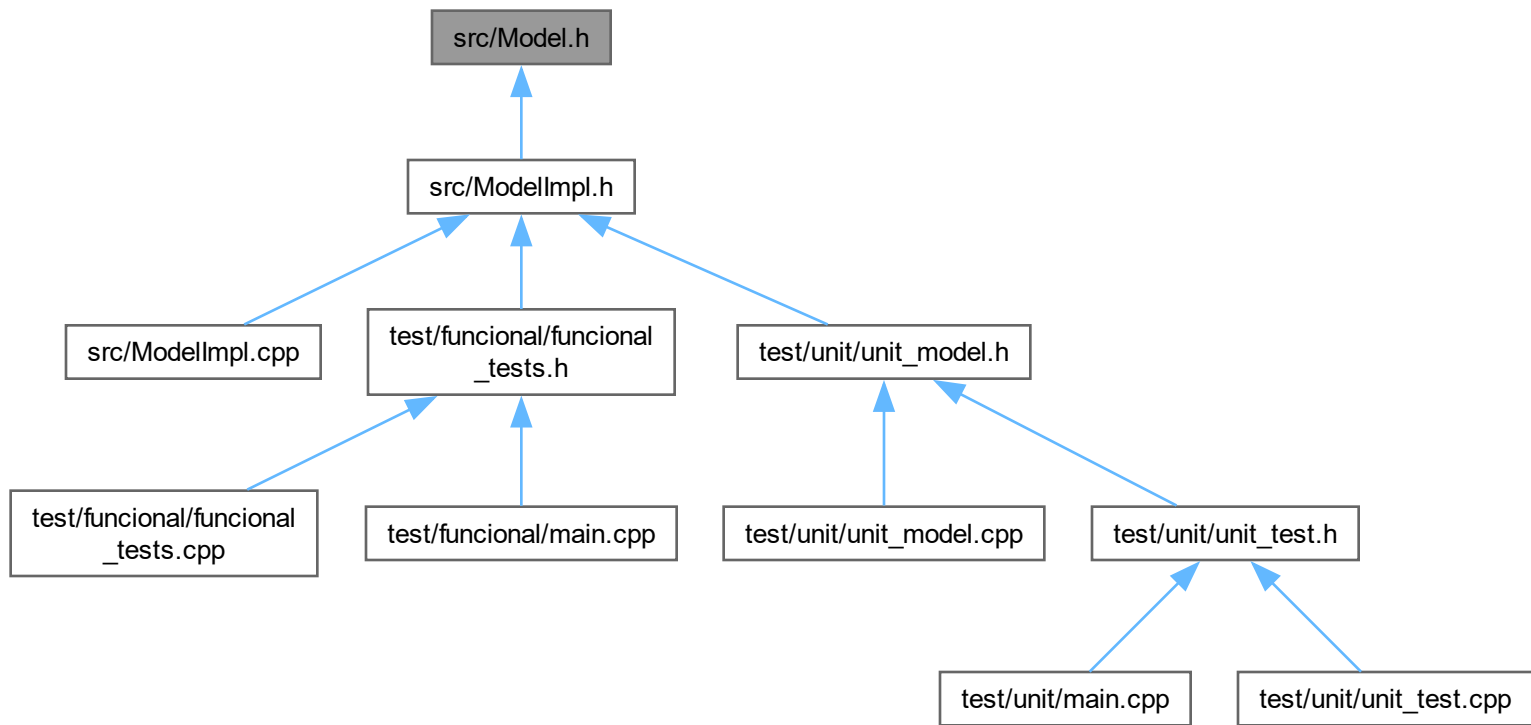 src/Model.h
src/ModelImpl.h
src/ModelImpl.cpp
test/funcional/funcional
_tests.h
test/unit/unit_model.h
test/funcional/funcional
_tests.cpp
test/funcional/main.cpp
test/unit/unit_model.cpp
test/unit/unit_test.h
test/unit/main.cpp
test/unit/unit_test.cpp